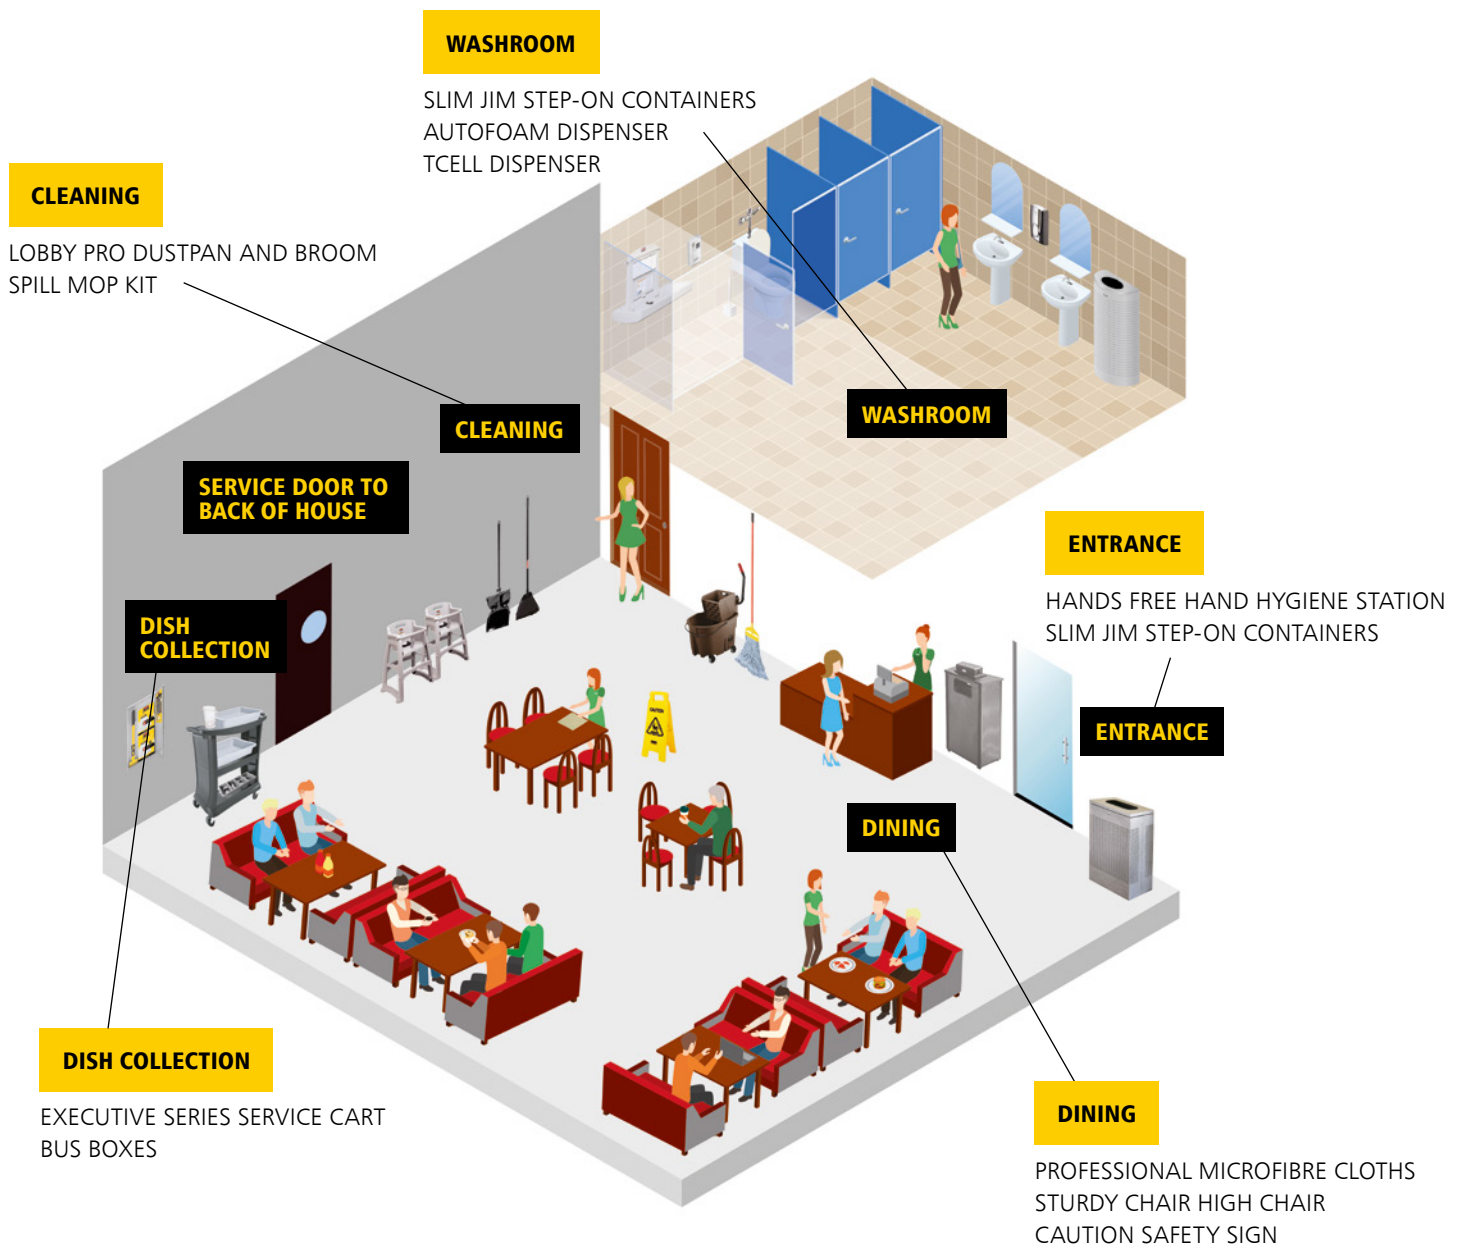 WASHROOM
SLIM JIM STEP-ON CONTAINERS
AUTOFOAM DISPENSER
TCELL DISPENSER
CLEANING
LOBBY PRO DUSTPAN AND BROOM
SPILL MOP KIT
WASHROOM
CLEANING
SERVICE DOOR TO
BACK OF HOUSE
ENTRANCE
HANDS FREE HAND HYGIENE STATION
SLIM JIM STEP-ON CONTAINERS
DISH
COLLECTION
CAUTION
ENTRANCE
DINING
DISH COLLECTION
EXECUTIVE SERIES SERVICE CART
BUS BOXES
DINING
PROFESSIONAL MICROFIBRE CLOTHS
STURDY CHAIR HIGH CHAIR
CAUTION SAFETY SIGN